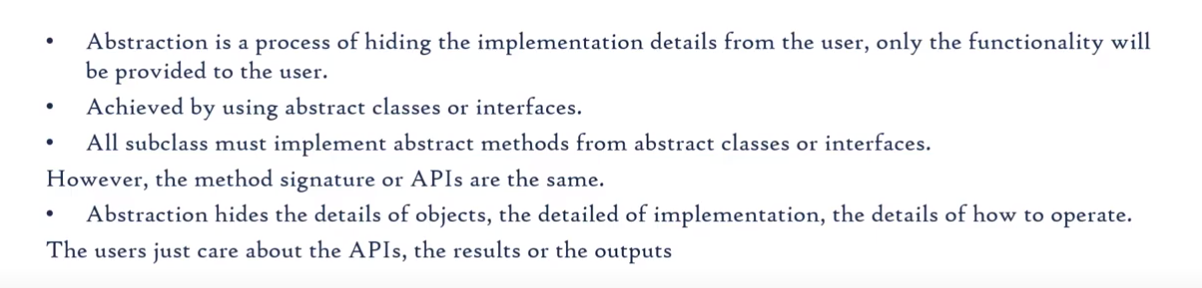 • Abstraction is a process of hiding the implementation details from the user, only the functionality will
be provided to the user.
• Achieved by using abstract classes or interfaces.
• All subclass must implement abstract methods from abstract classes or interfaces.
However, the method signature or APIs are the same.
• Abstraction hides the details of objects, the detailed of implementation, the details of how to operate.
The users just care about the APIs, the results or the outputs